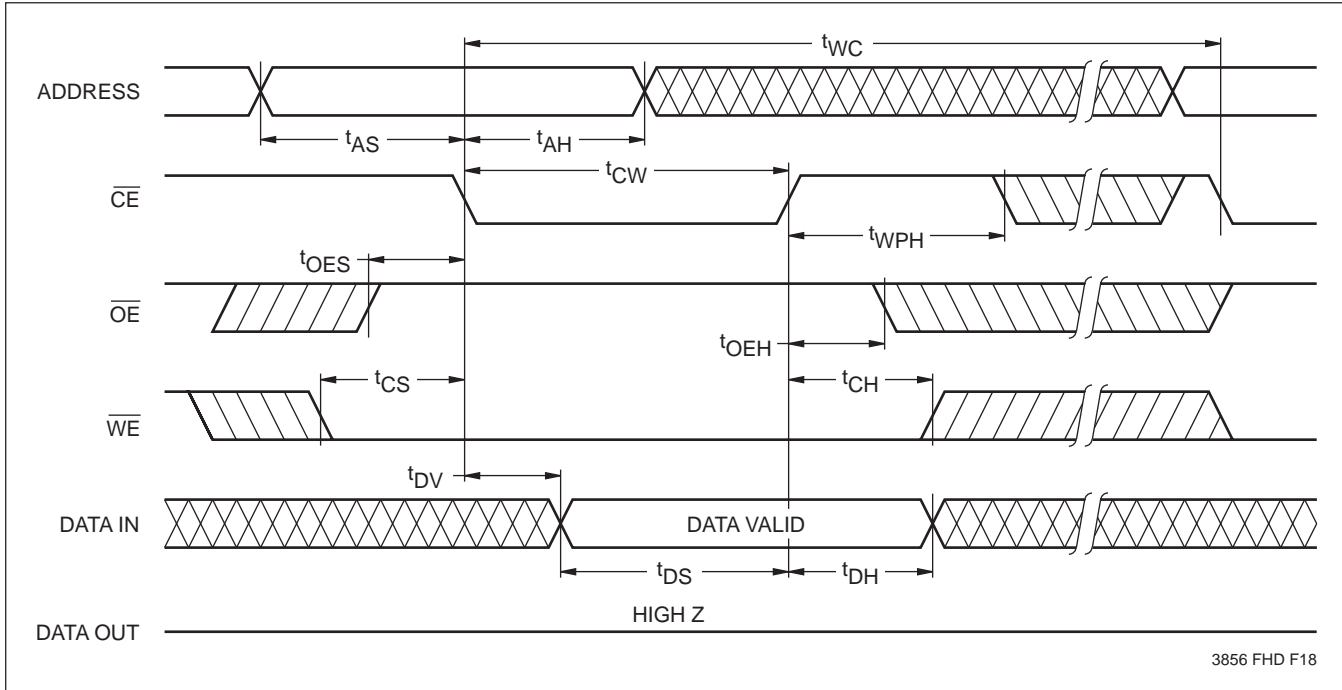 tWC
ADDRESS
tAS
tAH
tCW
CE
tWPH
tOES
OE
tOEH
tCS
tCH
WE
tDV
DATA IN
DATA VALID
tDS
tDH
HIGH Z
DATA OUT
3856 FHD F18